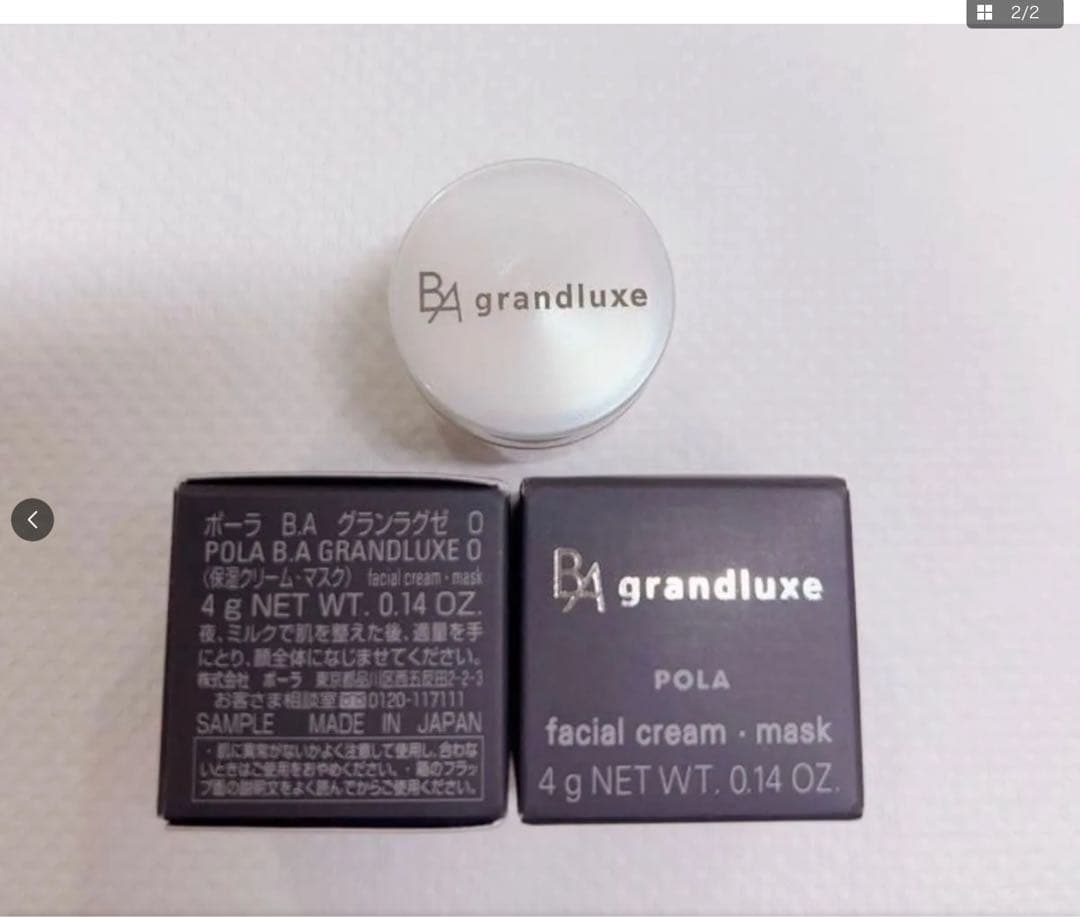 2/2
BA grandluxe
ポーラ B.A グランラグゼ O
POLA B.A GRANDLUXE O
（保湿クリーム・マスク） facial cream・mask
4 g NET WT. 0.14 OZ.
夜、ミルクで肌を整えた後、適量を手
にとり、顔全体になじませてください。
株式会社 ポーラ 東京都品川区西五反田2-2-3
お客さま相談室 0120-117111
SAMPLE MADE IN JAPAN
・肌に異常がないかよく注意して使用し、合わな
いときはご使用をおやめください。・箱のフラッ
プ面の説明文をよく読んでからご使用ください。
BA grandluxe
POLA
facial cream・mask
4 g NET WT. 0.14 OZ.